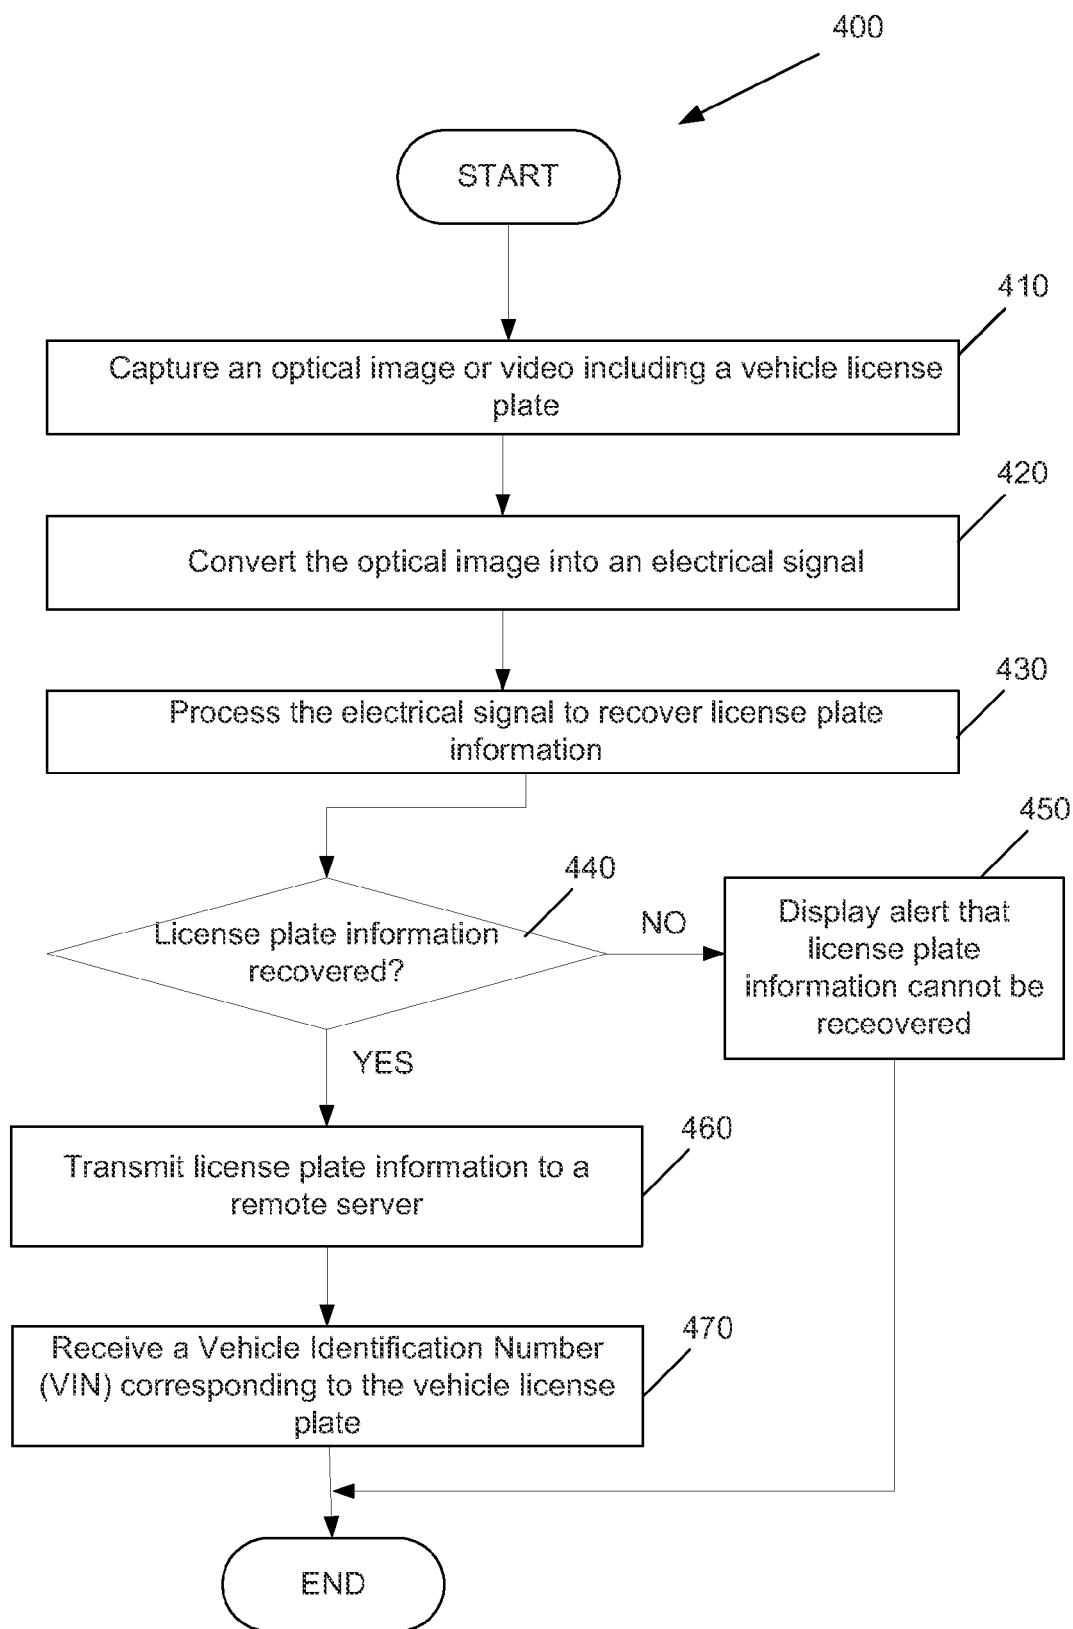 400
START
410
Capture an optical image or video including a vehicle license
plate
420
Convert the optical image into an electrical signal
430
Process the electrical signal to recover license plate
information
440
License plate information
recovered?
NO
450
Display alert that
license plate
information cannot be
receovered
YES
460
Transmit license plate information to a
remote server
470
Receive a Vehicle Identification Number
(VIN) corresponding to the vehicle license
plate
END